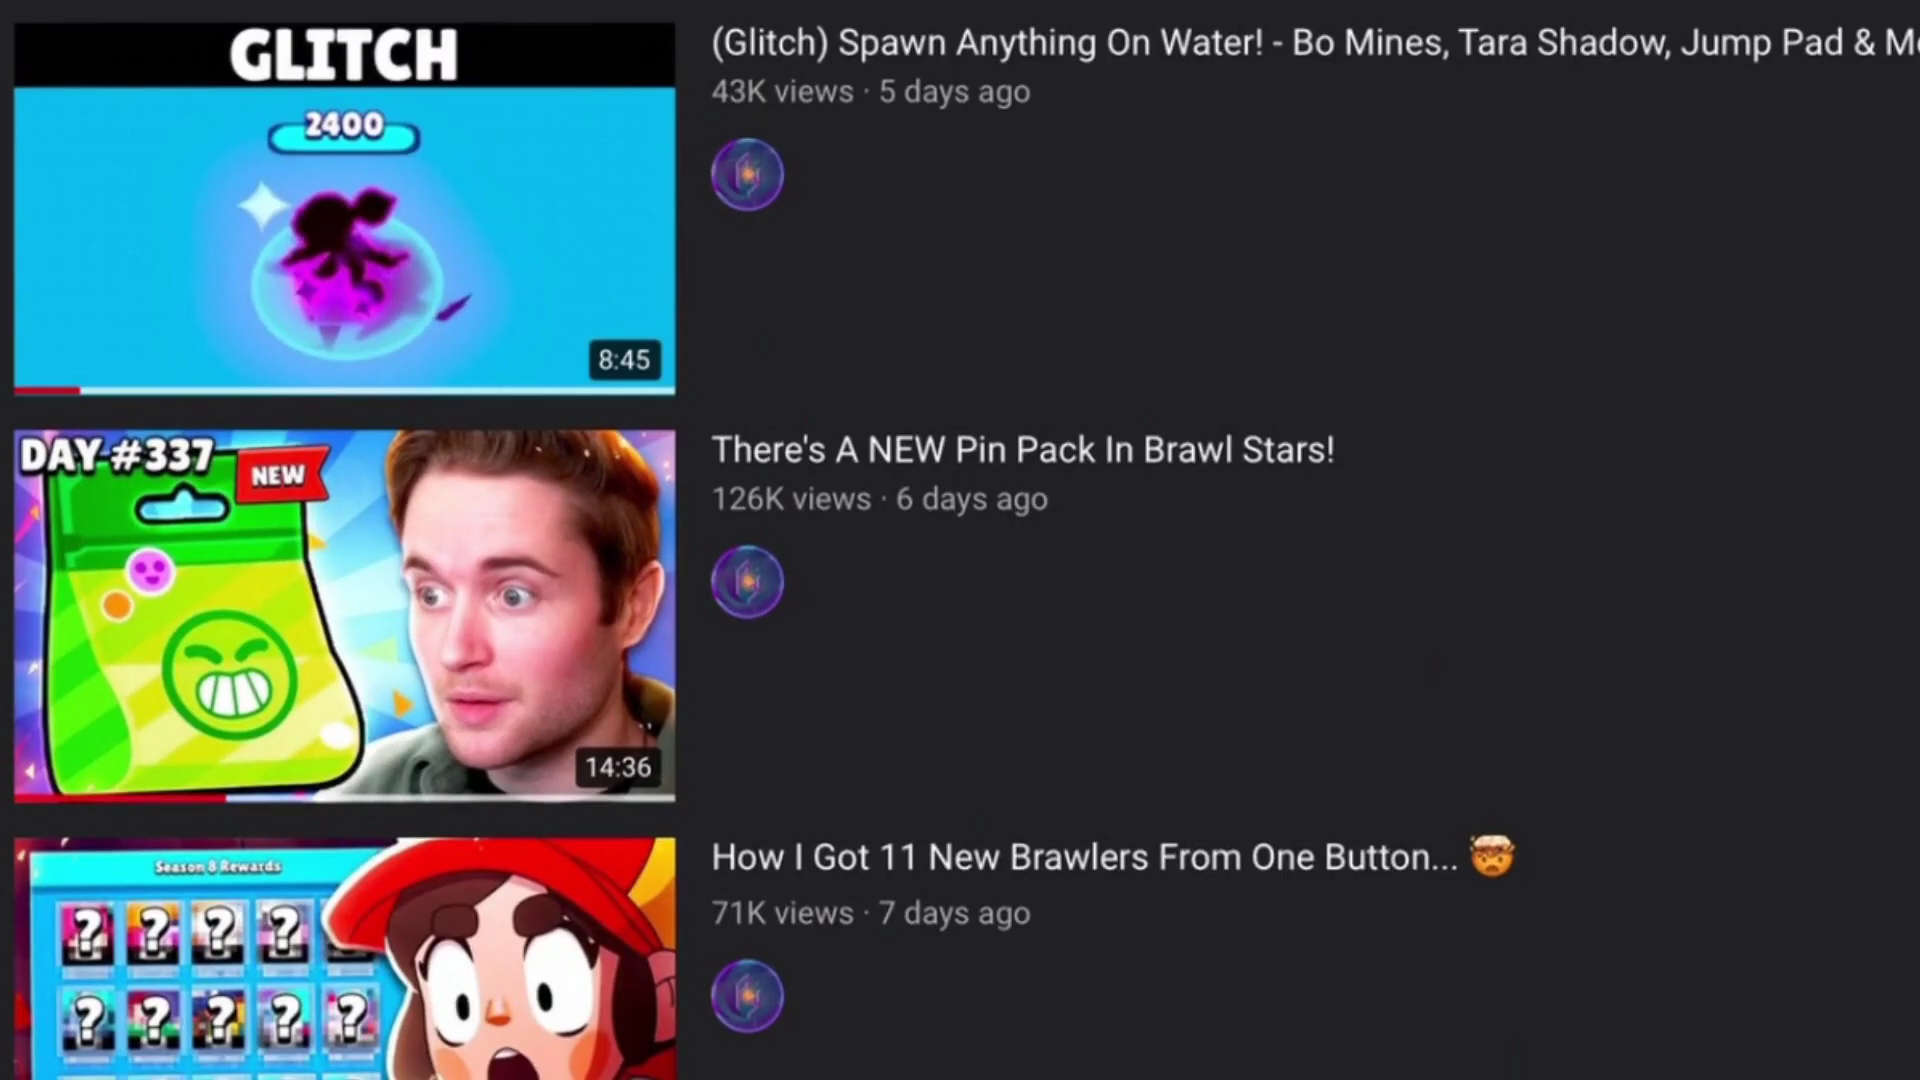 GLITCH
2400
8:45
(Glitch) Spawn Anything On Water! - Bo Mines, Tara Shadow, Jump Pad &
43K views · 5 days ago
DAY #337
NEW
14:36
There's A NEW Pin Pack In Brawl Stars!
126K views · 6 days ago
Season 8 Rewards
? ? ? ?
? ? ? ? ?
How I Got 11 New Brawlers From One Button... 🤯
71K views · 7 days ago